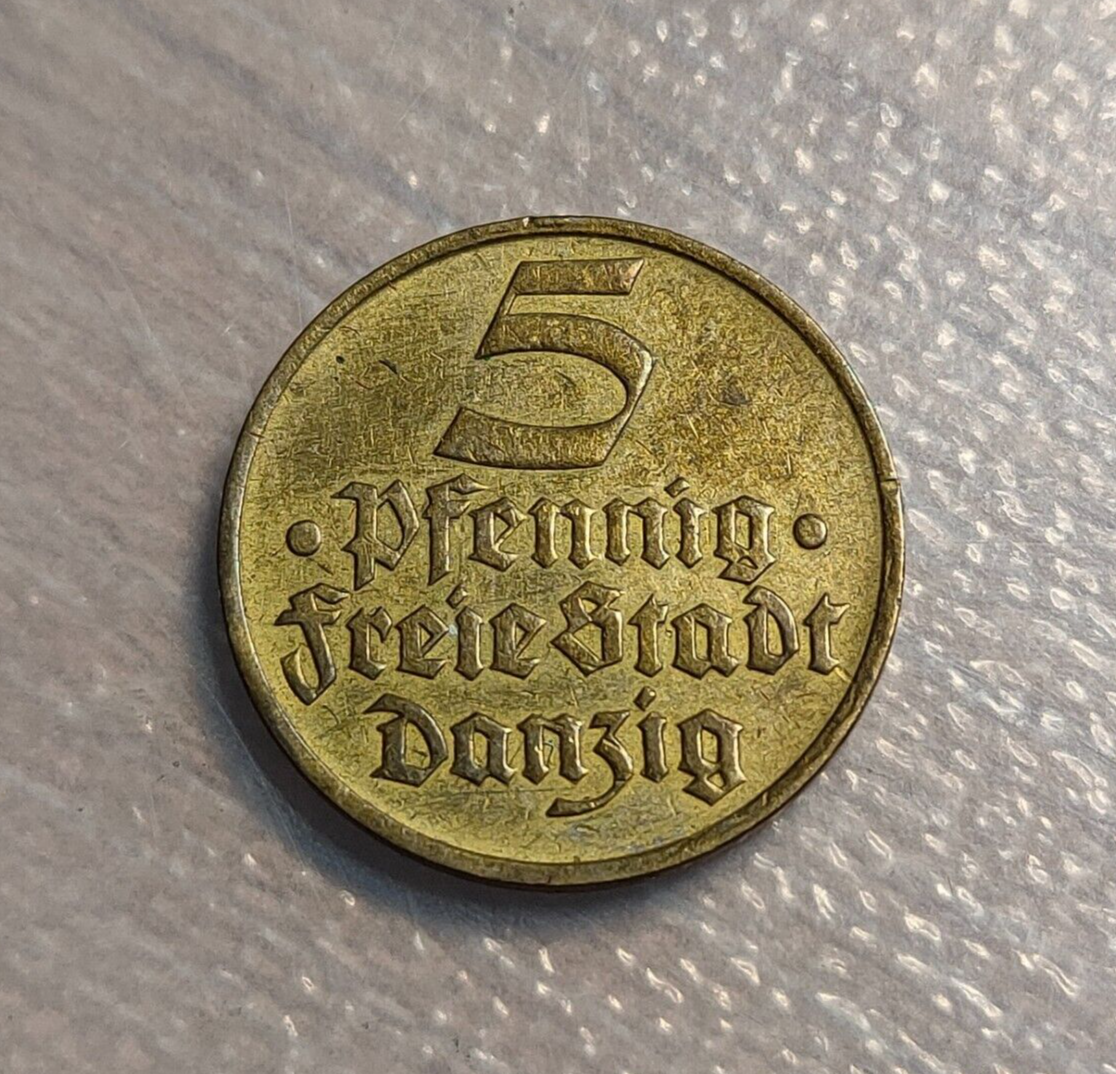 5
• Pfennig •
Freie Stadt
Danzig